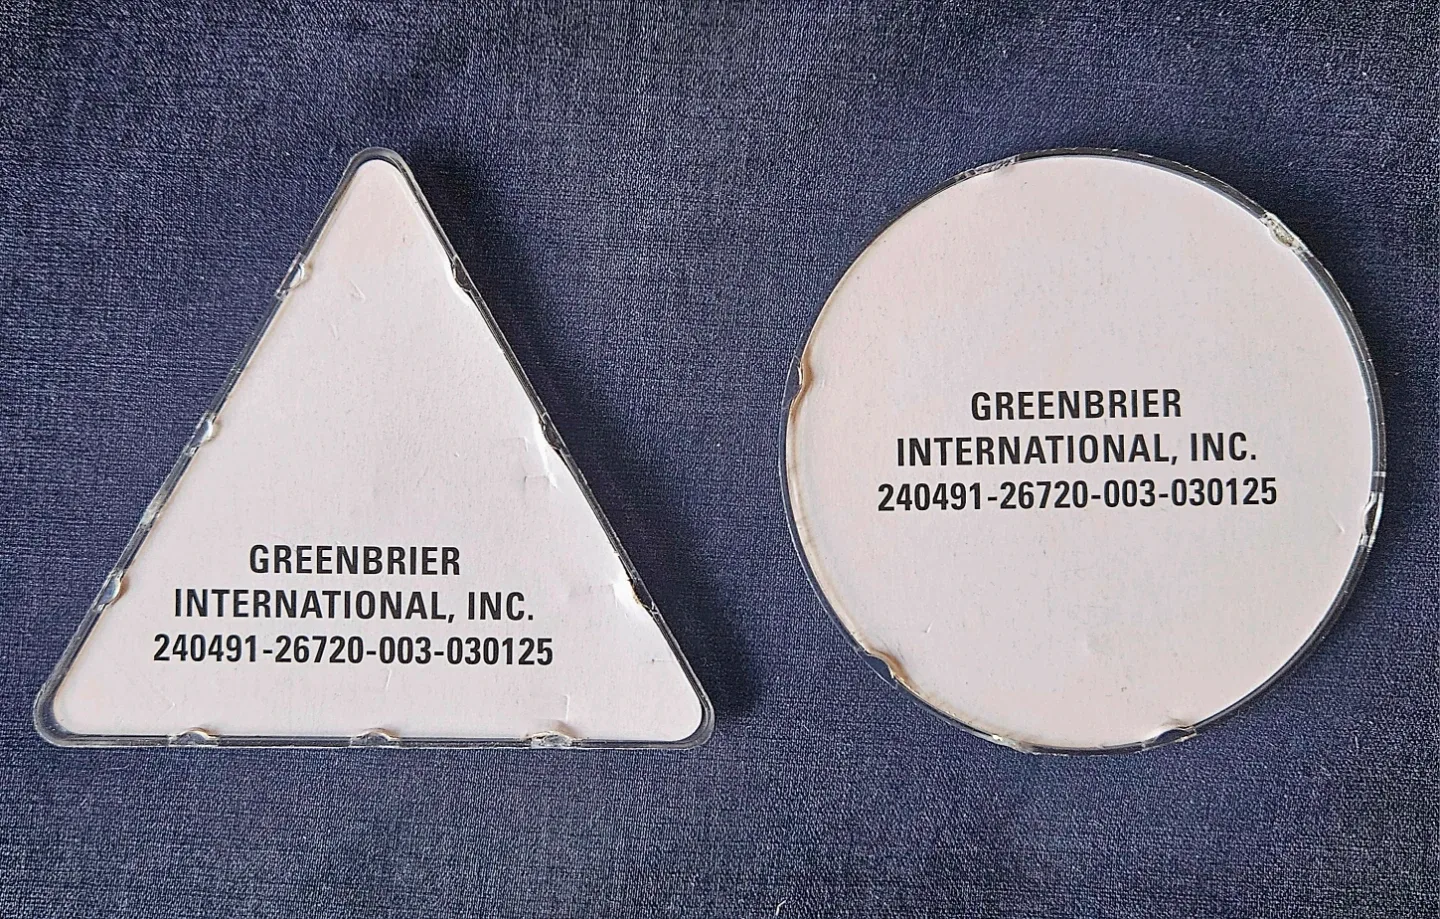 GREENBRIER
INTERNATIONAL, INC.
240491-26720-003-030125
GREENBRIER
INTERNATIONAL, INC.
240491-26720-003-030125